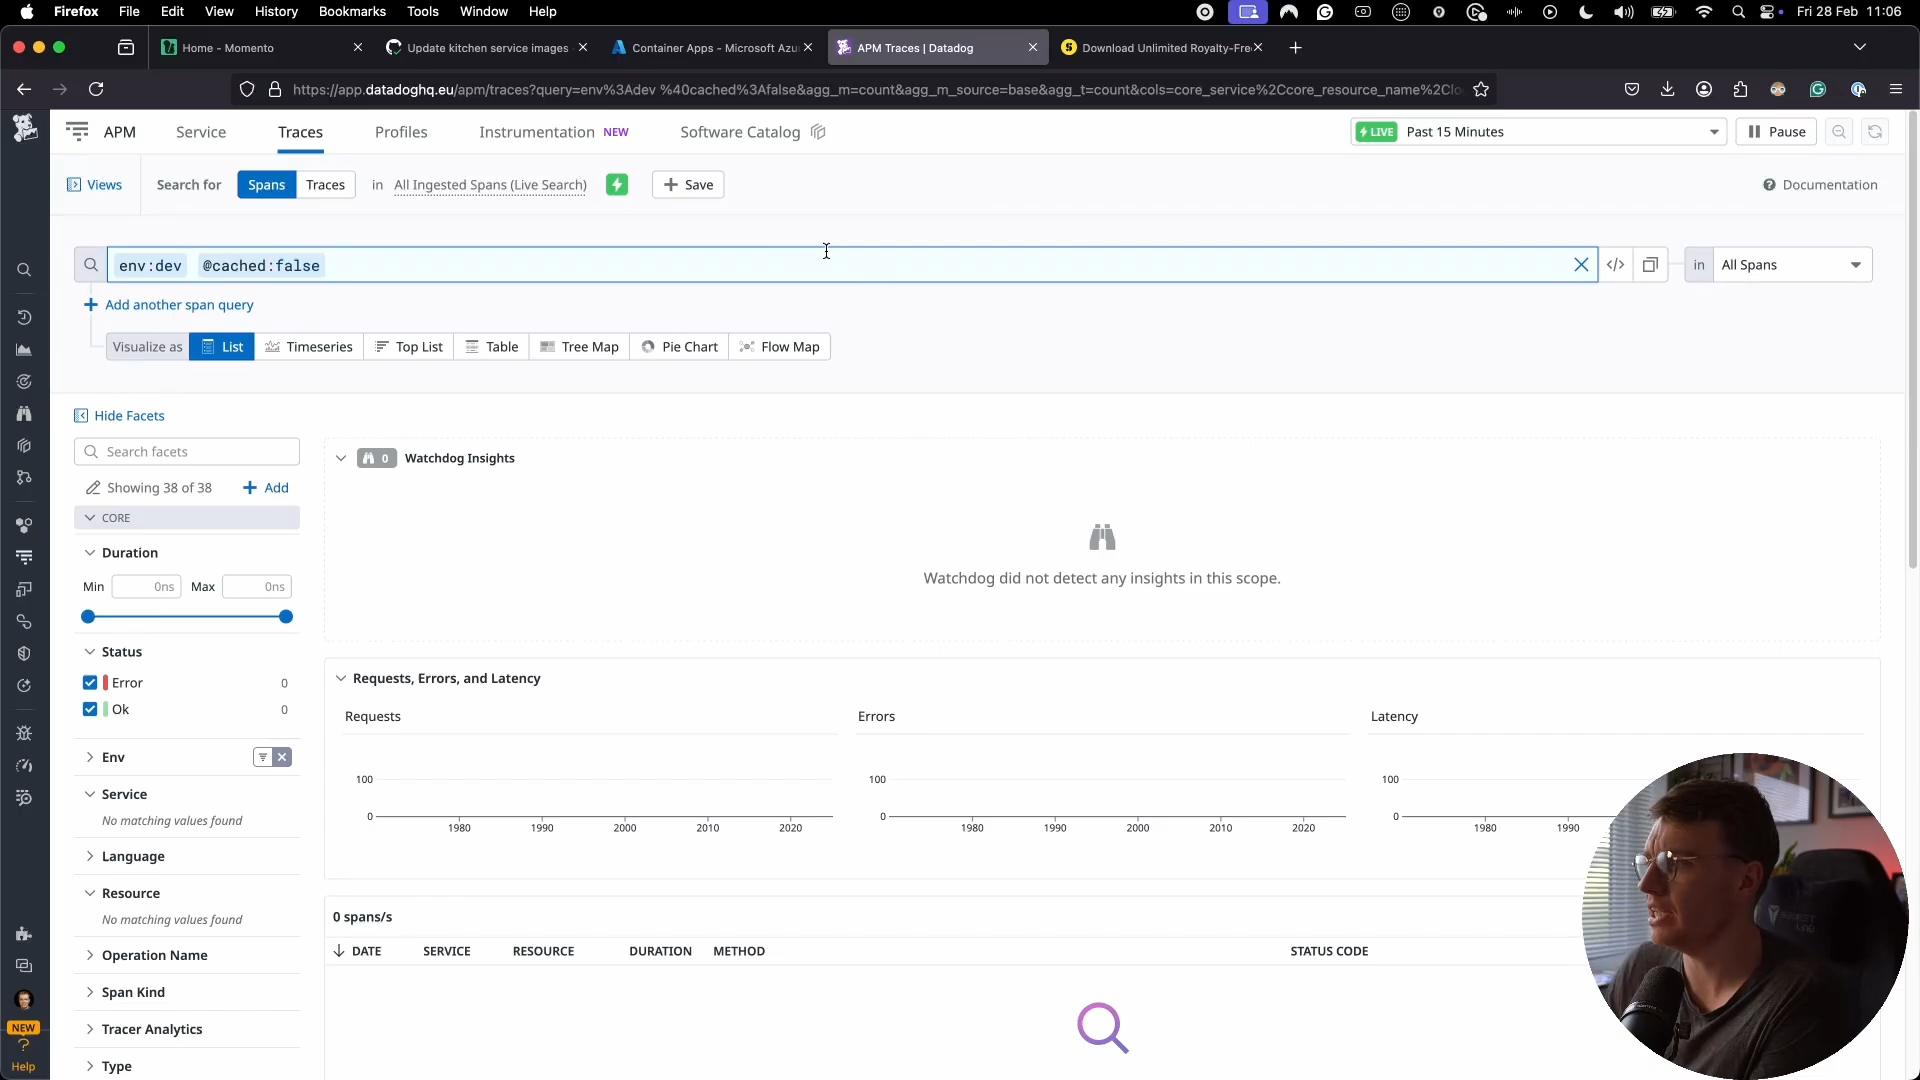 Firefox File Edit View History Bookmarks Tools Window Help Fri 28 Feb 11:06
Home - Momento
Update kitchen service images
Container Apps - Microsoft Azu
APM Traces | Datadog
Download Unlimited Royalty-Fre
https://app.datadoghq.eu/apm/traces?query=env%3Adev %40cached%3Afalse&agg_m=count&agg_m_source=base&agg_t=count&cols=core_service%2Ccore_resource_name%2Clo
APM Service Traces Profiles Instrumentation NEW Software Catalog
LIVE Past 15 Minutes Pause
Views Search for Spans Traces in All Ingested Spans (Live Search) + Save Documentation
env:dev @cached:false in All Spans
+ Add another span query
Visualize as List Timeseries Top List Table Tree Map Pie Chart Flow Map
Hide Facets
Search facets
Showing 38 of 38 + Add
CORE
Duration
Min 0ns Max 0ns
Status
Error 0
Ok 0
Env
Service
No matching values found
Language
Resource
No matching values found
Operation Name
Span Kind
Tracer Analytics
Type
NEW
?
Help
0 Watchdog Insights
Watchdog did not detect any insights in this scope.
Requests, Errors, and Latency
Requests
100
0
1980 1990 2000 2010 2020
Errors
100
0
1980 1990 2000 2010 2020
Latency
100
0
1980 1990
0 spans/s
DATE SERVICE RESOURCE DURATION METHOD STATUS CODE